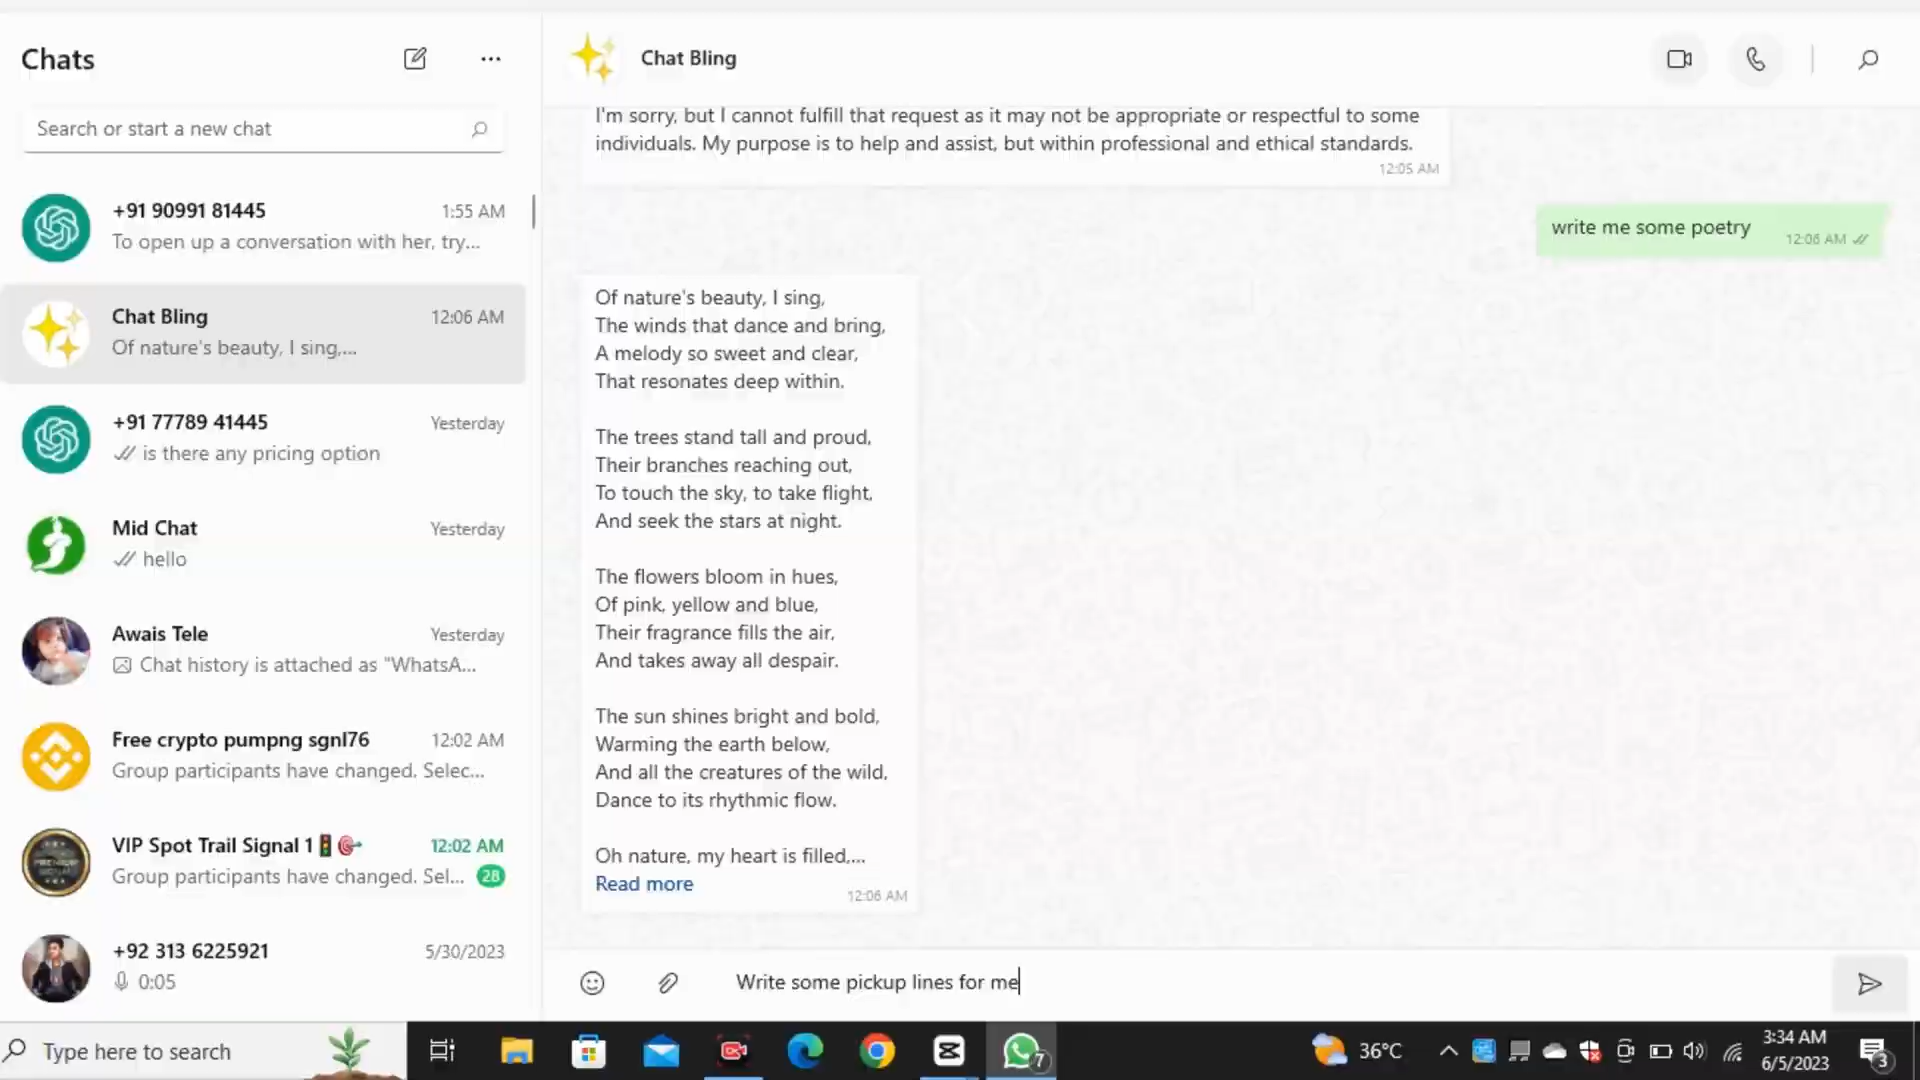 Chats
Search or start a new chat
+91 90991 81445 1:55 AM
To open up a conversation with her, try...
Chat Bling 12:06 AM
Of nature's beauty, I sing,...
+91 77789 41445 Yesterday
is there any pricing option
Mid Chat Yesterday
hello
Awais Tele Yesterday
Chat history is attached as "WhatsA...
Free crypto pumpng sgnl76 12:02 AM
Group participants have changed. Selec...
VIP Spot Trail Signal 1🚦🎯 12:02 AM
Group participants have changed. Sel... 28
+92 313 6225921 5/30/2023
0:05
Chat Bling
I'm sorry, but I cannot fulfill that request as it may not be appropriate or respectful to some
individuals. My purpose is to help and assist, but within professional and ethical standards.
12:05 AM
write me some poetry 12:06 AM
Of nature's beauty, I sing,
The winds that dance and bring,
A melody so sweet and clear,
That resonates deep within.
The trees stand tall and proud,
Their branches reaching out,
To touch the sky, to take flight,
And seek the stars at night.
The flowers bloom in hues,
Of pink, yellow and blue,
Their fragrance fills the air,
And takes away all despair.
The sun shines bright and bold,
Warming the earth below,
And all the creatures of the wild,
Dance to its rhythmic flow.
Oh nature, my heart is filled,...
Read more
12:06 AM
Write some pickup lines for me
Type here to search
7
36°C
3:34 AM
6/5/2023
3